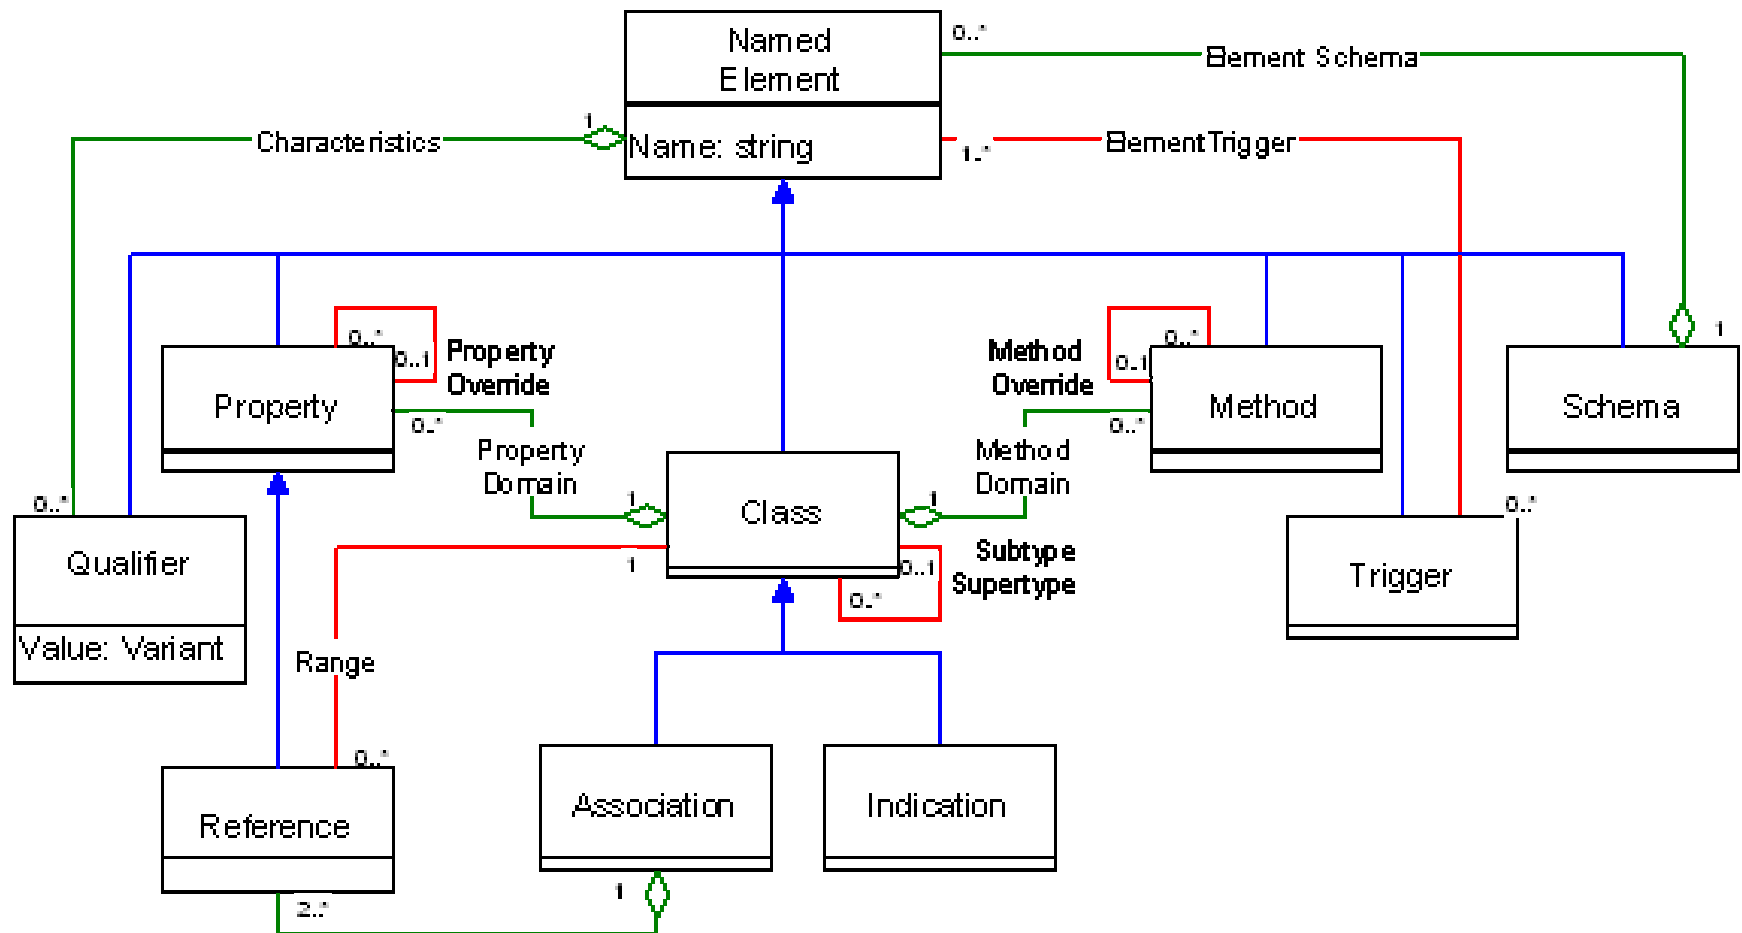 Named
Element
0..*
Element Schema
1
Characteristics
Name: string
1..*
ElementTrigger
0..*
0..1
Property
Override
Property
0..*
Property
Domain
Method
Override
0..*
0..1
Method
0..*
Method
Domain
1
Schema
0..*
Qualifier
Value: Variant
1
Class
1
1
0..1
0..*
Subtype
Supertype
0..*
Trigger
Range
0..*
Reference
2..*
Association
1
Indication